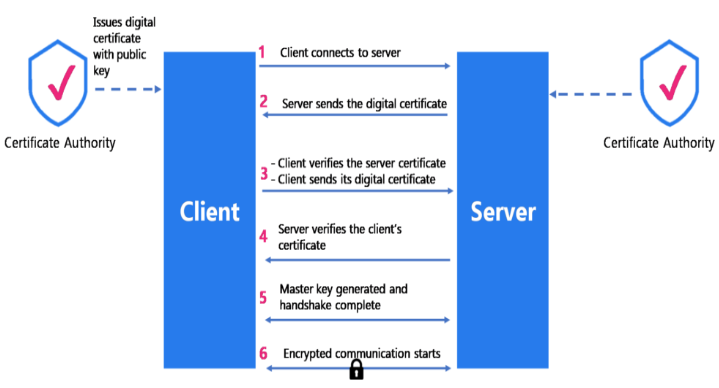 Issues digital
certificate
with public
key
Certificate Authority
Client
1 Client connects to server
2 Server sends the digital certificate
- Client verifies the server certificate
3 - Client sends its digital certificate
4 Server verifies the client's
certificate
5 Master key generated and
handshake complete
6 Encrypted communication starts
Server
Certificate Authority